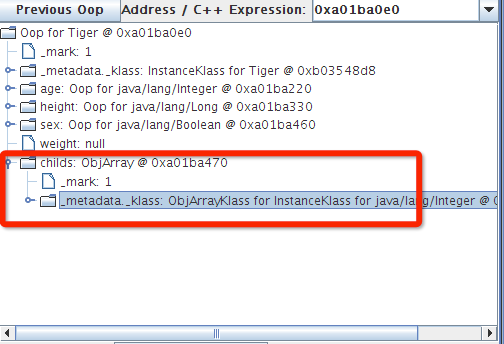 Previous Oop Address / C++ Expression: 0xa01ba0e0
Oop for Tiger @ 0xa01ba0e0
_mark: 1
_metadata._klass: InstanceKlass for Tiger @ 0xb03548d8
age: Oop for java/lang/Integer @ 0xa01ba220
height: Oop for java/lang/Long @ 0xa01ba330
sex: Oop for java/lang/Boolean @ 0xa01ba460
weight: null
childs: ObjArray @ 0xa01ba470
_mark: 1
_metadata._klass: ObjArrayKlass for InstanceKlass for java/lang/Integer @